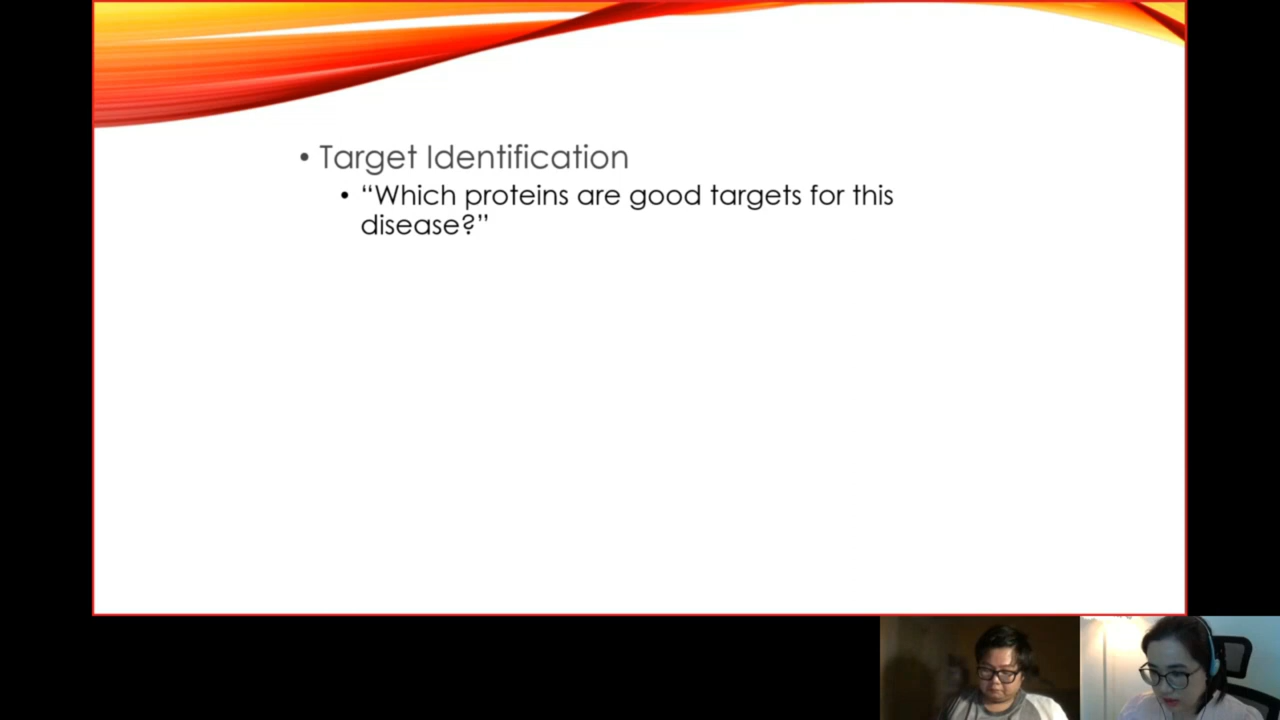 • Target Identification
• “Which proteins are good targets for this
disease?”